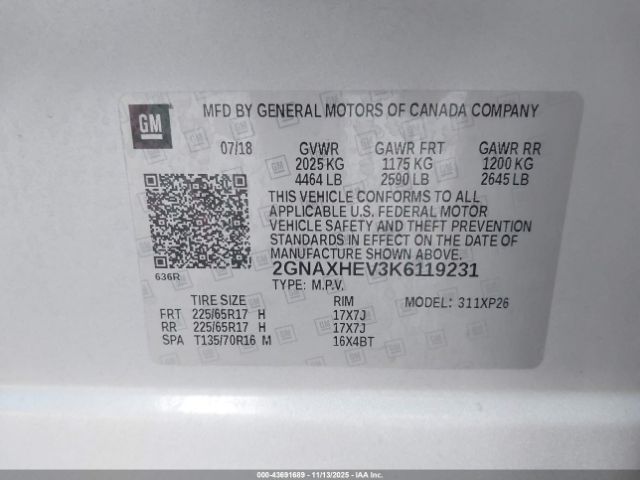 GM
MFD BY GENERAL MOTORS OF CANADA COMPANY
07/18 GVWR GAWR FRT GAWR RR
2025 KG 1175 KG 1200 KG
4464 LB 2590 LB 2645 LB
THIS VEHICLE CONFORMS TO ALL
APPLICABLE U.S. FEDERAL MOTOR
VEHICLE SAFETY AND THEFT PREVENTION
STANDARDS IN EFFECT ON THE DATE OF
MANUFACTURE SHOWN ABOVE.
636R 2GNAXHEV3K6119231
TYPE: M.P.V.
TIRE SIZE RIM MODEL: 311XP26
FRT 225/65R17 H 17X7J
RR 225/65R17 H 17X7J
SPA T135/70R16 M 16X4BT
000-43691689 - 11/13/2025 - IAA Inc.